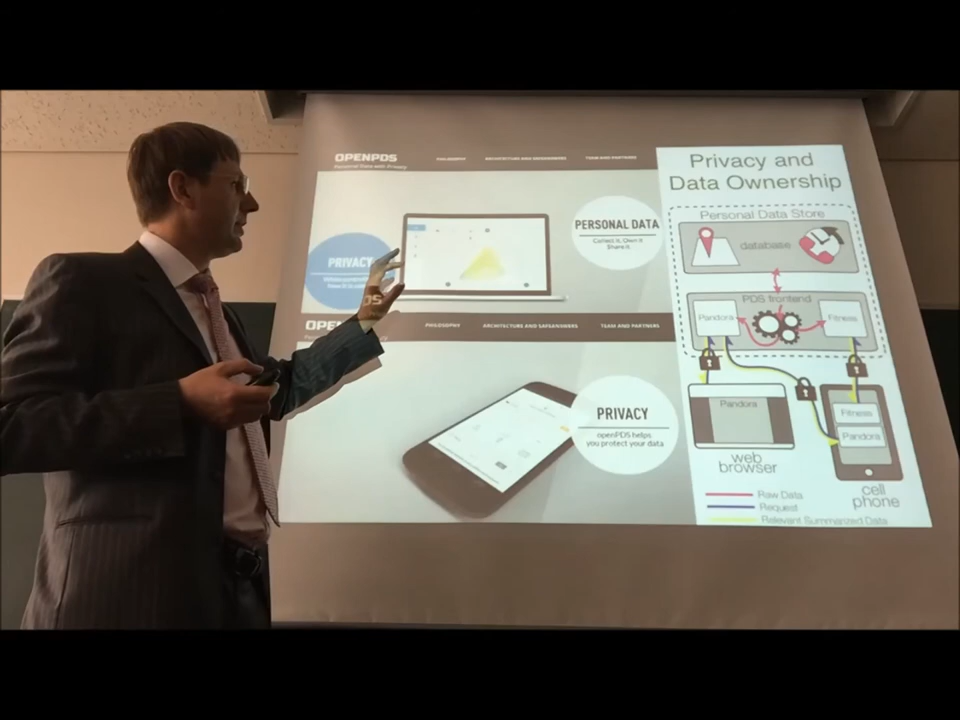 OPENPDS
Personal Data with Privacy
PHILOSOPHY
ARCHITECTURE AND SAFEGUARDS
TEAM AND PARTNERS
PERSONAL DATA
Collect it, Own it
Share it
PRIVACY
PHILOSOPHY
ARCHITECTURE AND SAFEGUARDS
TEAM AND PARTNERS
PRIVACY
openPDS helps
you protect your data
Privacy and
Data Ownership
Personal Data Store
database
PDS frontend
Pandora
Fitness
Pandora
Fitness
Pandora
web
browser
cell
phone
Raw Data
Request
Relevant Summarized Data